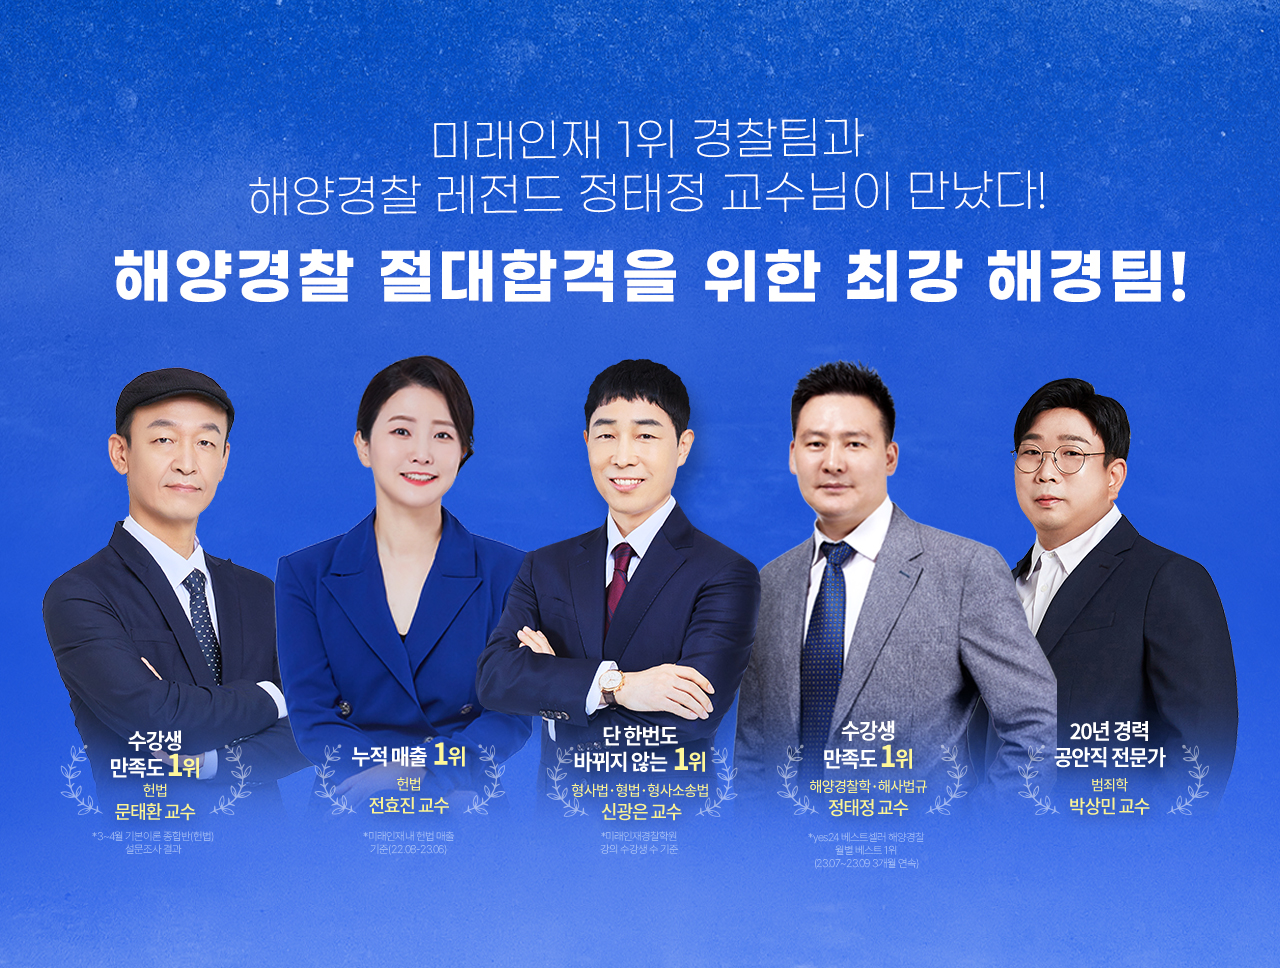 미래인재 1위 경찰팀과
해양경찰 레전드 정태정 교수님이 만났다!
해양경찰 절대합격을 위한 최강 해경팀!
수강생
만족도 1위
헌법
문태환 교수
*3~4월 기본이론 종합반(헌법)
설문조사 결과
누적 매출 1위
헌법
전효진 교수
*미래인재 내 헌법 매출
기준(22.08-23.06)
단 한번도
바뀌지 않는 1위
형사법·형법·형사소송법
신광은 교수
*미래인재경찰학원
강의 수강생 수 기준
수강생
만족도 1위
해양경찰학·해사법규
정태정 교수
*yes24 베스트셀러 해양경찰
월별 베스트 1위
(23.07~23.09 3개월 연속)
20년 경력
공안직 전문가
범죄학
박상민 교수